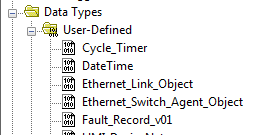 Data Types
User-Defined
Cycle_Timer
DateTime
Ethernet_Link_Object
Ethernet_Switch_Agent_Object
Fault_Record_v01